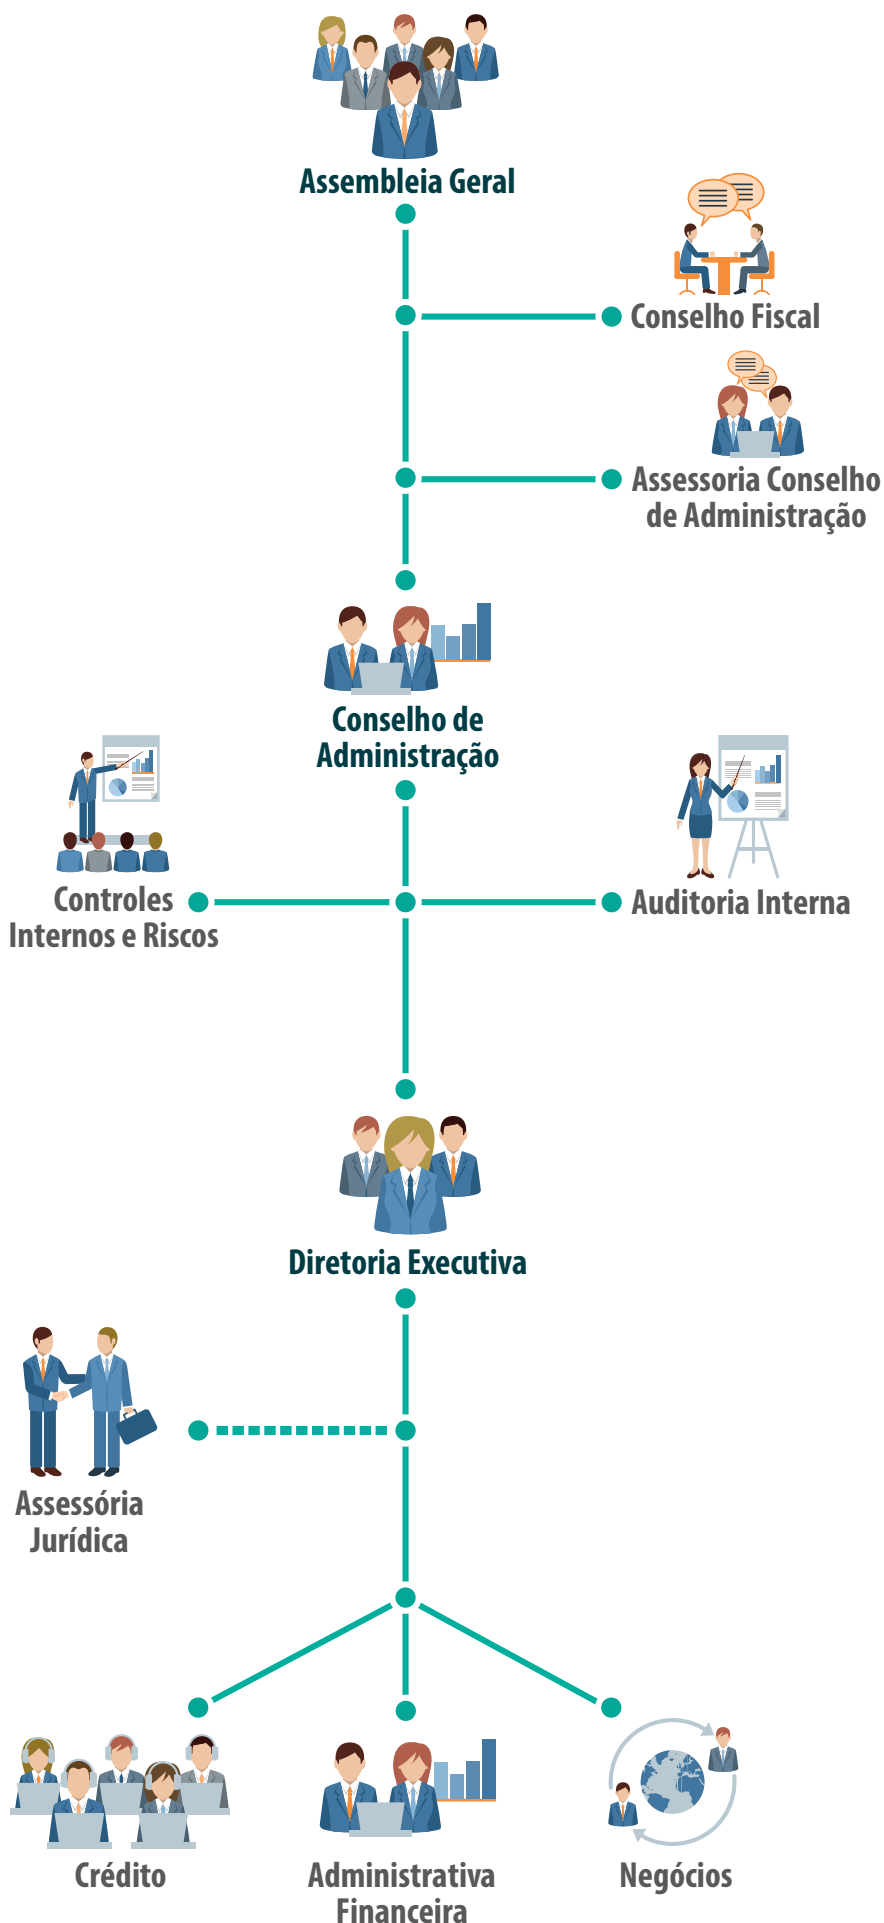 Assembleia Geral
Conselho Fiscal
Assessoria Conselho
de Administração
Conselho de
Administração
Controles
Internos e Riscos
Auditoria Interna
Diretoria Executiva
Assessória
Jurídica
Crédito
Administrativa
Financeira
Negócios